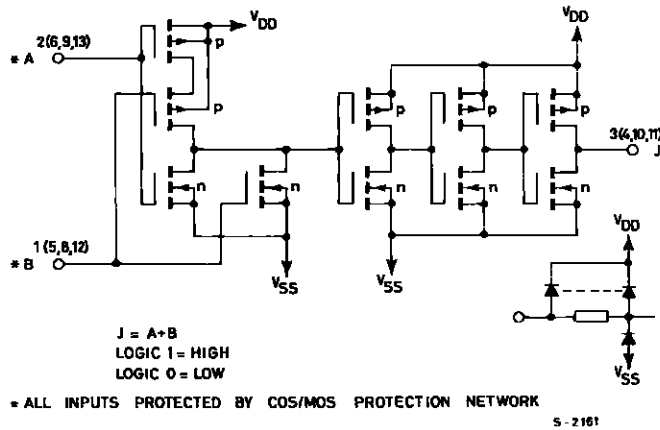 VDD
2(6,9,13)
* A
p
p
n
n
1(5,8,12)
* B
VSS
VDD
p
p
p
3(4,10,11)
J
n
n
n
VSS
VDD
VSS
J = A+B
LOGIC 1 = HIGH
LOGIC 0 = LOW
* ALL INPUTS PROTECTED BY COS/MOS PROTECTION NETWORK
S-2161